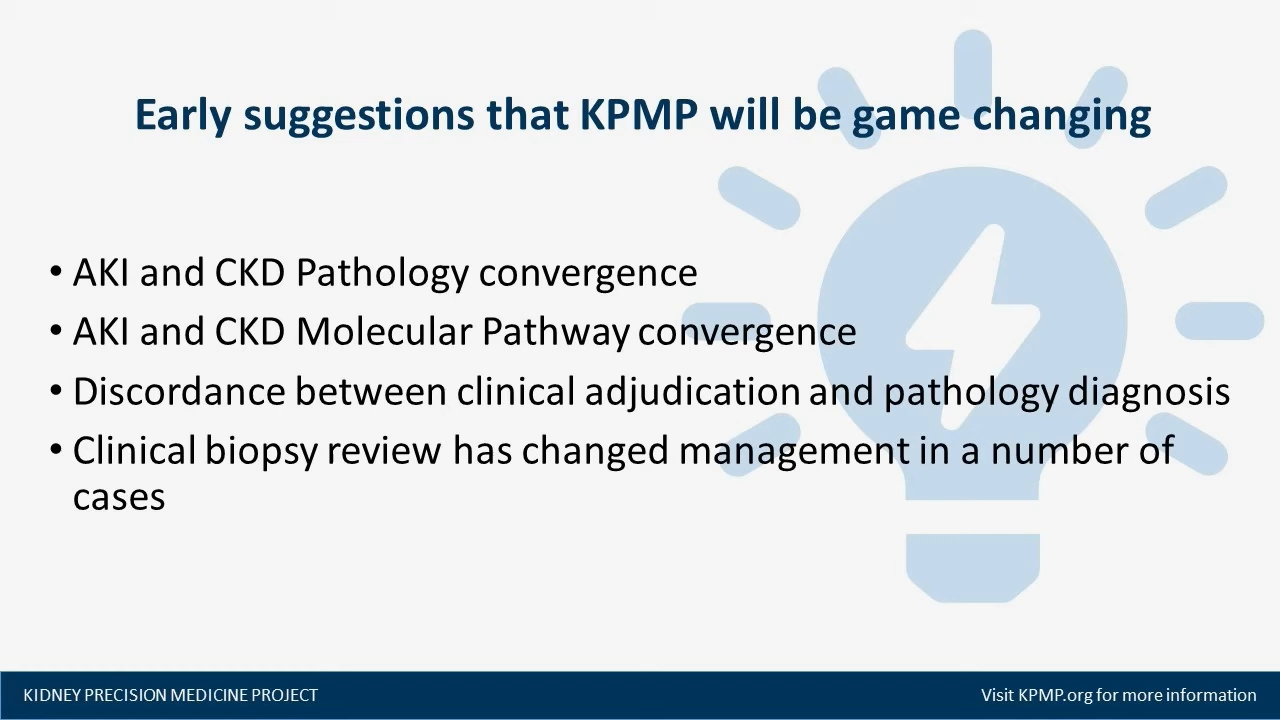 Early suggestions that KPMP will be game changing
• AKI and CKD Pathology convergence
• AKI and CKD Molecular Pathway convergence
• Discordance between clinical adjudication and pathology diagnosis
• Clinical biopsy review has changed management in a number of
cases
KIDNEY PRECISION MEDICINE PROJECT
Visit KPMP.org for more information